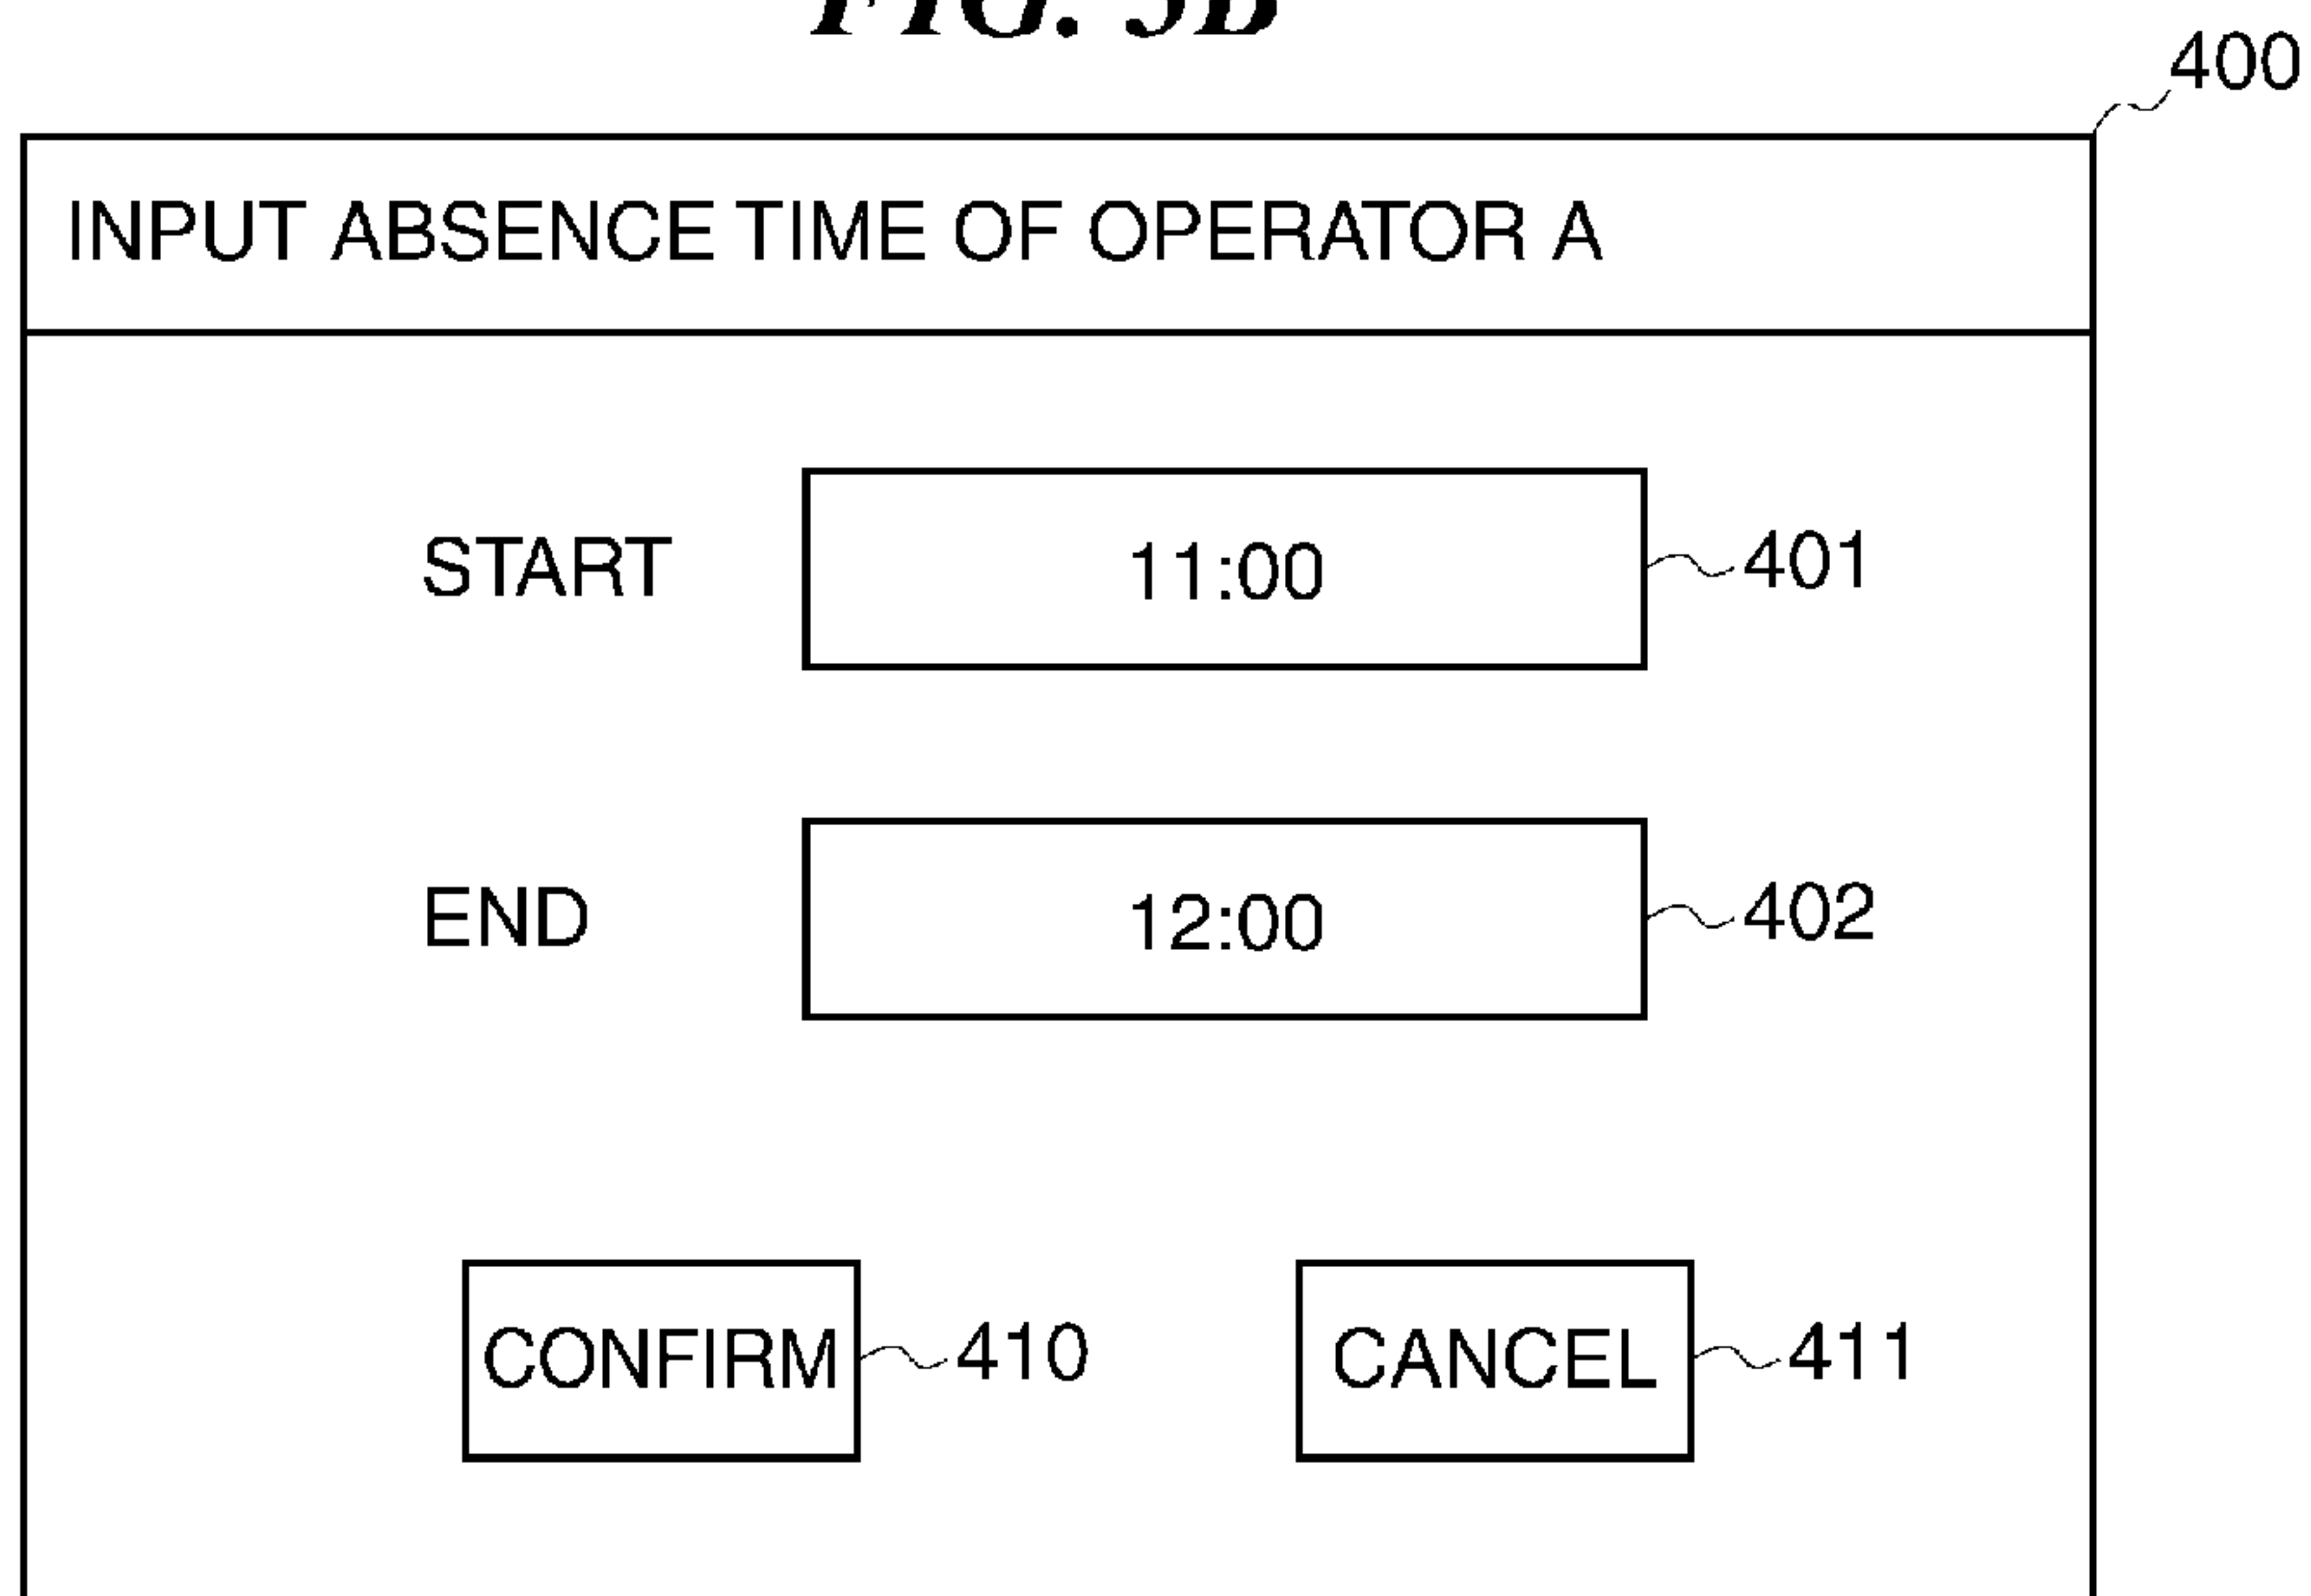 400
INPUT ABSENCE TIME OF OPERATOR A
START 11:00 401
END 12:00 402
CONFIRM 410 CANCEL 411